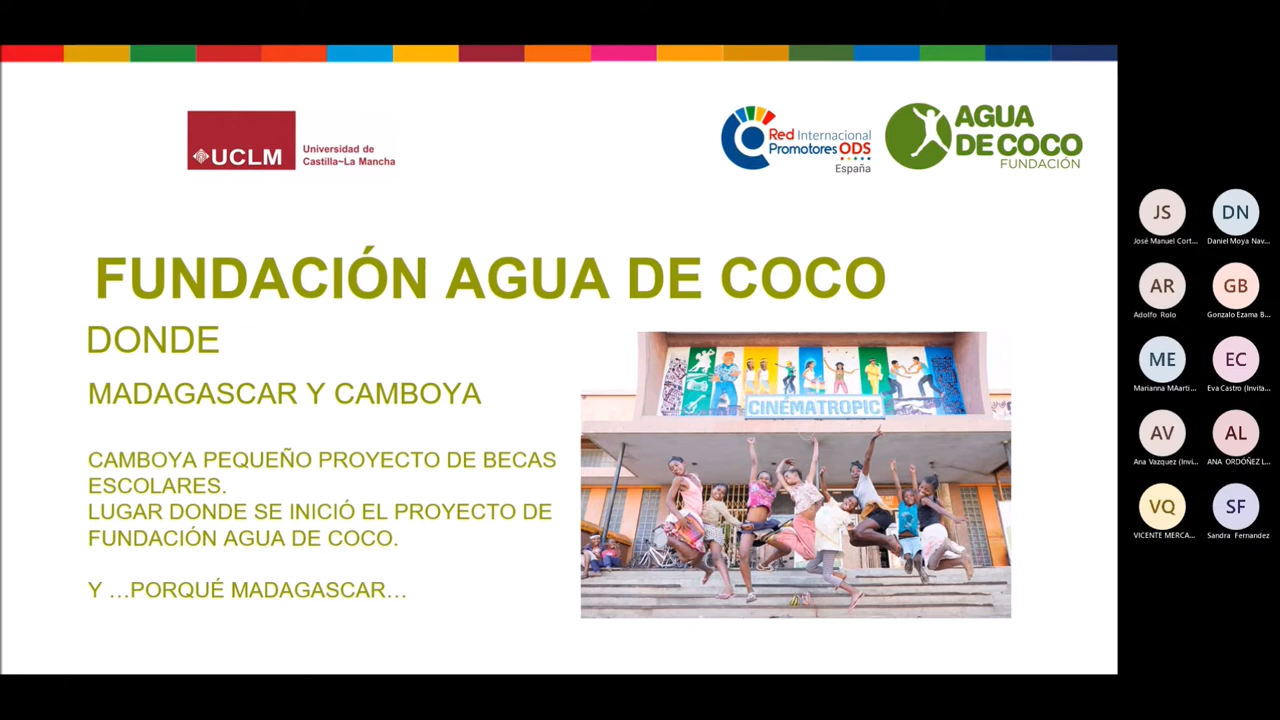 UCLM
Universidad de
Castilla~La Mancha
Red Internacional
Promotores ODS
España
AGUA
DE COCO
FUNDACIÓN
FUNDACIÓN AGUA DE COCO
DONDE
MADAGASCAR Y CAMBOYA
CAMBOYA PEQUEÑO PROYECTO DE BECAS
ESCOLARES.
LUGAR DONDE SE INICIÓ EL PROYECTO DE
FUNDACIÓN AGUA DE COCO.
Y …PORQUÉ MADAGASCAR…
CINÉMATROPIC
JS
José Manuel Cort...
DN
Daniel Moya Nav...
AR
Adolfo Rolo
GB
Gonzalo Ezama B...
ME
Marianna MAarti...
EC
Eva Castro (Invita...
AV
Ana Vazquez (Invi...
AL
ANA ORDÓÑEZ L...
VQ
VICENTE MERCA...
SF
Sandra Fernandez